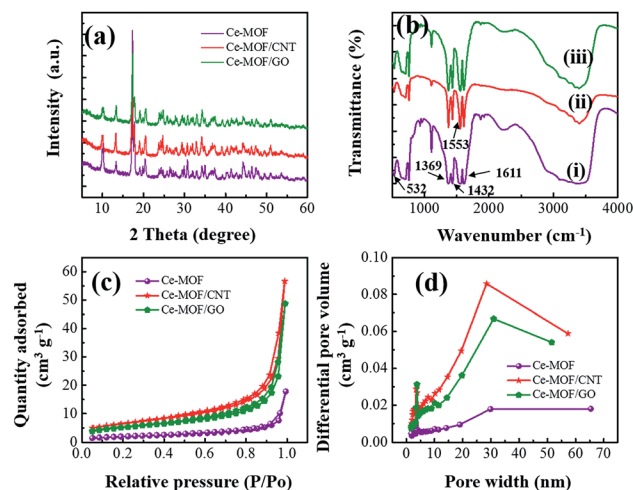 (a)
Ce-MOF
Ce-MOF/CNT
Ce-MOF/GO
Intensity (a.u.)
10 20 30 40 50 60
2 Theta (degree)
(b)
(iii)
(ii)
(i)
1553
1369
1611
532
1432
Transmittance (%)
1000 2000 3000 4000
Wavenumber (cm-1)
(c)
Ce-MOF
Ce-MOF/CNT
Ce-MOF/GO
Quantity adsorbed
(cm3 g-1)
60
50
40
30
20
10
0
0.0 0.2 0.4 0.6 0.8 1.0
Relative pressure (P/Po)
(d)
Ce-MOF
Ce-MOF/CNT
Ce-MOF/GO
Differential pore volume
(cm3 g-1)
0.10
0.08
0.06
0.04
0.02
0.00
0 10 20 30 40 50 60 70
Pore width (nm)